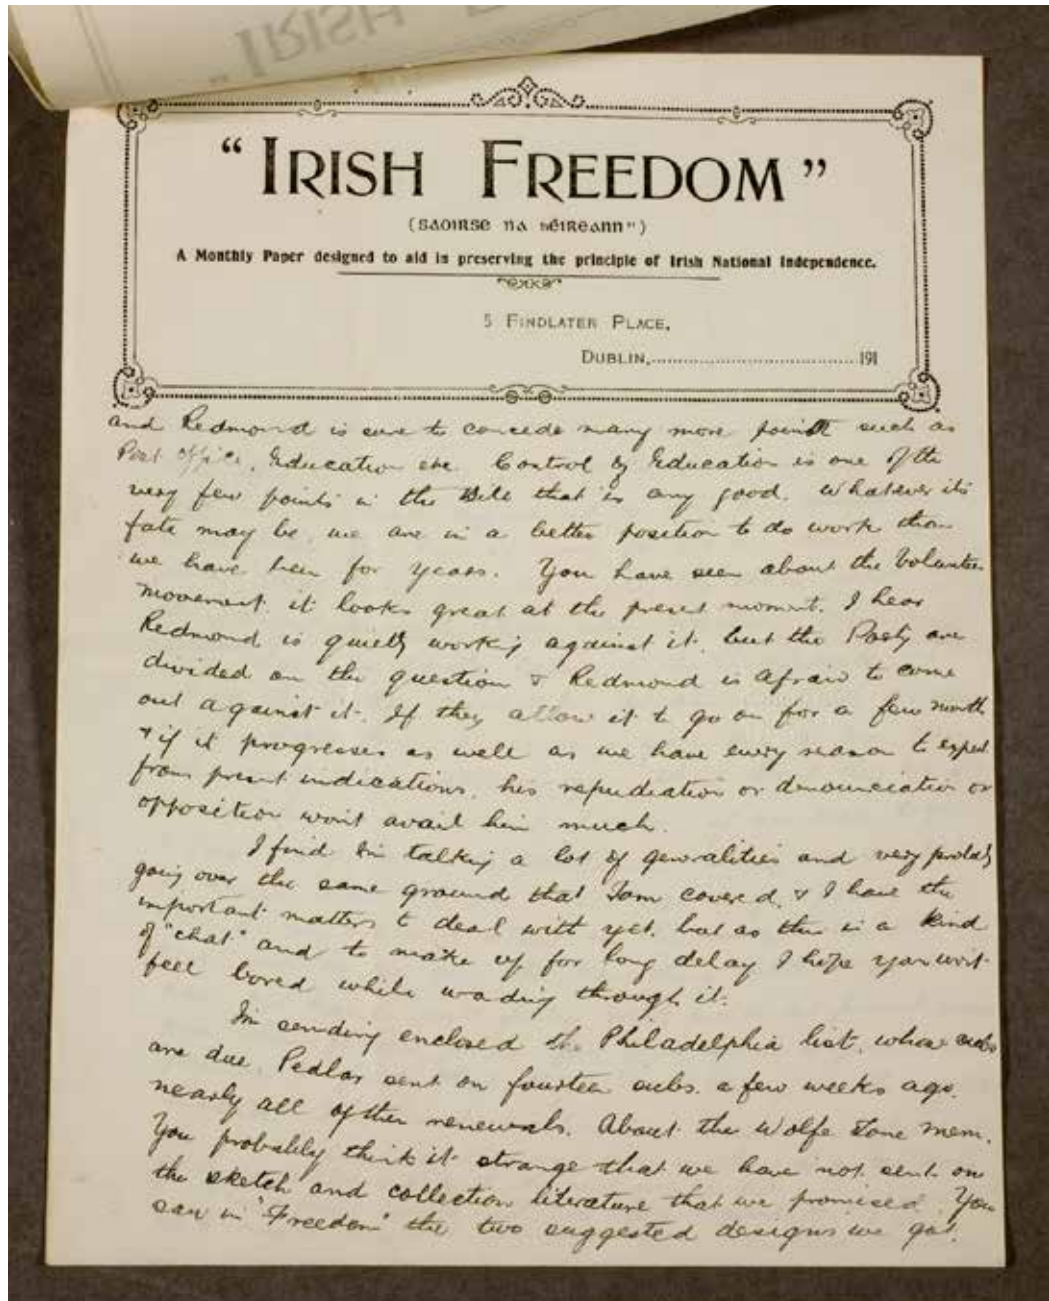 "IRISH FREEDOM"
"IRISH FREEDOM"
(SAOIRSE NA hÉIREANN")
A Monthly Paper designed to aid in preserving the principle of Irish National Independence.
5 FINDLATER PLACE,
DUBLIN,....................................191
and Redmond is sure to concede many more points such as
Post Office, Education etc. Control of Education is one of the
very few points in the Bill that is any good. Whatever its
fate may be, we are in a better position to do work than
we have been for years. You have seen about the Volunteer
movement. it looks great at the present moment. I hear
Redmond is quietly working against it, but the Party are
divided on the question & Redmond is afraid to come
out against it. If they allow it to go on for a few months
& if it progresses as well as we have every reason to expect
from present indications, his repudiation or denunciation or
opposition wont avail him much.
I find Im talking a lot of generalities and very probably
going over the same ground that Tom covered, & I have the
important matters to deal with yet, but as this is a kind
of "chat" and to make up for long delay I hope you wont
feel bored while wading through it.
Im sending enclosed the Philadelphia list, whose subs
are due. Pedlar sent on fourteen subs. a few weeks ago.
nearly all of them renewals. About the Wolfe Tone mem.
You probably think it strange that we have not sent on
the sketch and collection literature that we promised. You
saw in "Freedom" the two suggested designs we got.